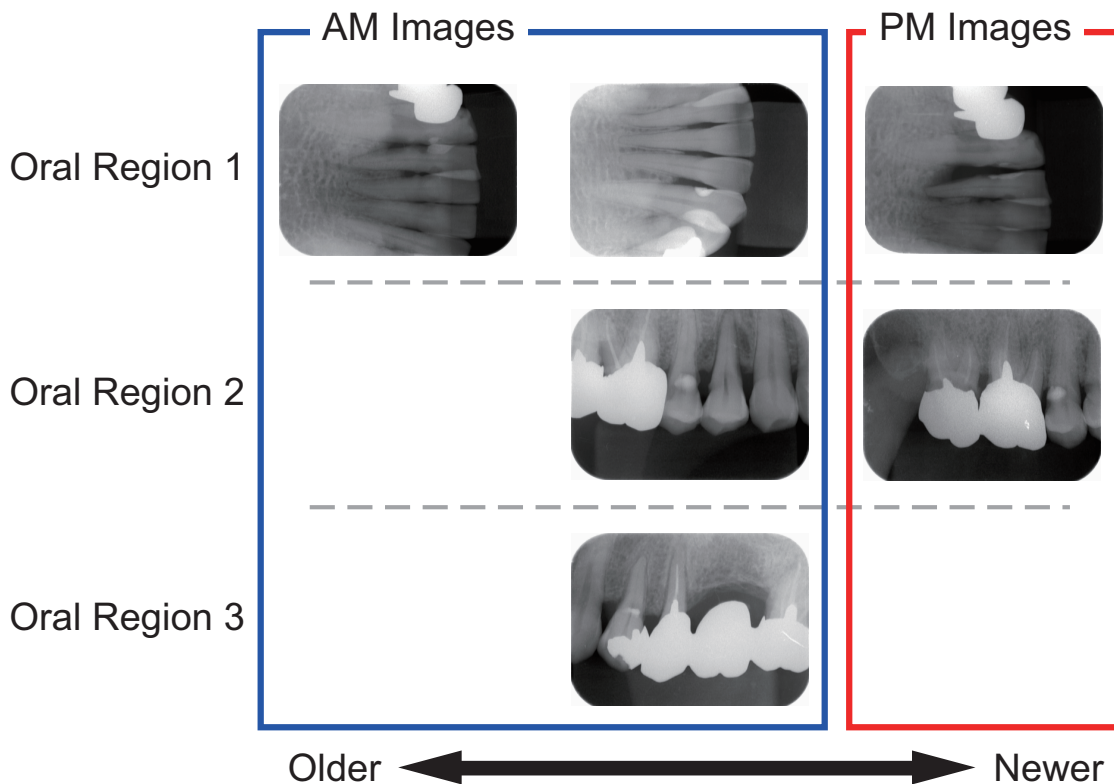 AM Images
PM Images
Oral Region 1
Oral Region 2
Oral Region 3
Older
Newer